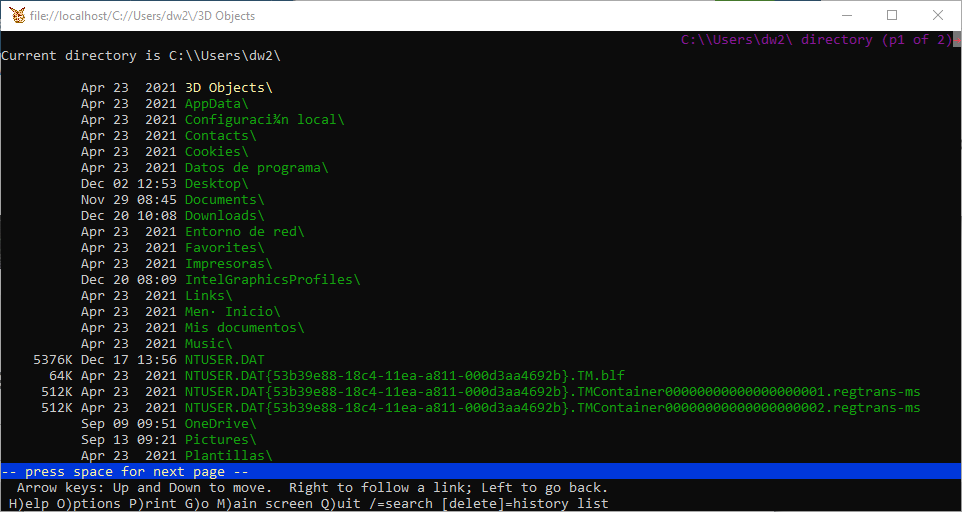 file://localhost/C://Users/dw2\/3D Objects
C:\\Users\dw2\ directory (p1 of 2)
Current directory is C:\\Users\dw2\
Apr 23  2021 3D Objects\
Apr 23  2021 AppData\
Apr 23  2021 Configuraci¾n local\
Apr 23  2021 Contacts\
Apr 23  2021 Cookies\
Apr 23  2021 Datos de programa\
Dec 02 12:53 Desktop\
Nov 29 08:45 Documents\
Dec 20 10:08 Downloads\
Apr 23  2021 Entorno de red\
Apr 23  2021 Favorites\
Apr 23  2021 Impresoras\
Dec 20 08:09 IntelGraphicsProfiles\
Apr 23  2021 Links\
Apr 23  2021 Men· Inicio\
Apr 23  2021 Mis documentos\
Apr 23  2021 Music\
5376K Dec 17 13:56 NTUSER.DAT
64K Apr 23  2021 NTUSER.DAT{53b39e88-18c4-11ea-a811-000d3aa4692b}.TM.blf
512K Apr 23  2021 NTUSER.DAT{53b39e88-18c4-11ea-a811-000d3aa4692b}.TMContainer00000000000000000001.regtrans-ms
512K Apr 23  2021 NTUSER.DAT{53b39e88-18c4-11ea-a811-000d3aa4692b}.TMContainer00000000000000000002.regtrans-ms
Sep 09 09:51 OneDrive\
Sep 13 09:21 Pictures\
Apr 23  2021 Plantillas\
-- press space for next page --
Arrow keys: Up and Down to move.  Right to follow a link; Left to go back.
H)elp O)ptions P)rint G)o M)ain screen Q)uit /=search [delete]=history list